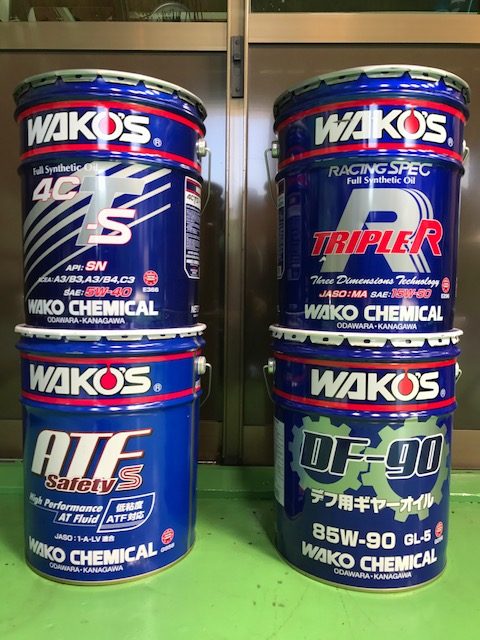 WAKO'S
Full Synthetic Oil
4CT-S
API: SN
ACEA: A3/B3,A3/B4,C3
SAE: 5W-40
E366
WAKO CHEMICAL
ODAWARA-KANAGAWA
WAKO'S
RACING SPEC
Full Synthetic Oil
TRIPLE R
Three Dimensions Technology
JASO:MA SAE:15W-50
WAKO CHEMICAL
ODAWARA-KANAGAWA
WAKO'S
ATF
Safety S
High Performance
AT Fluid
低粘度
ATF対応
JASO:1-A-LV 適合
WAKO CHEMICAL
ODAWARA-KANAGAWA
WAKO'S
DF-90
デフ用ギヤーオイル
85W-90 GL-5
WAKO CHEMICAL
ODAWARA-KANAGAWA